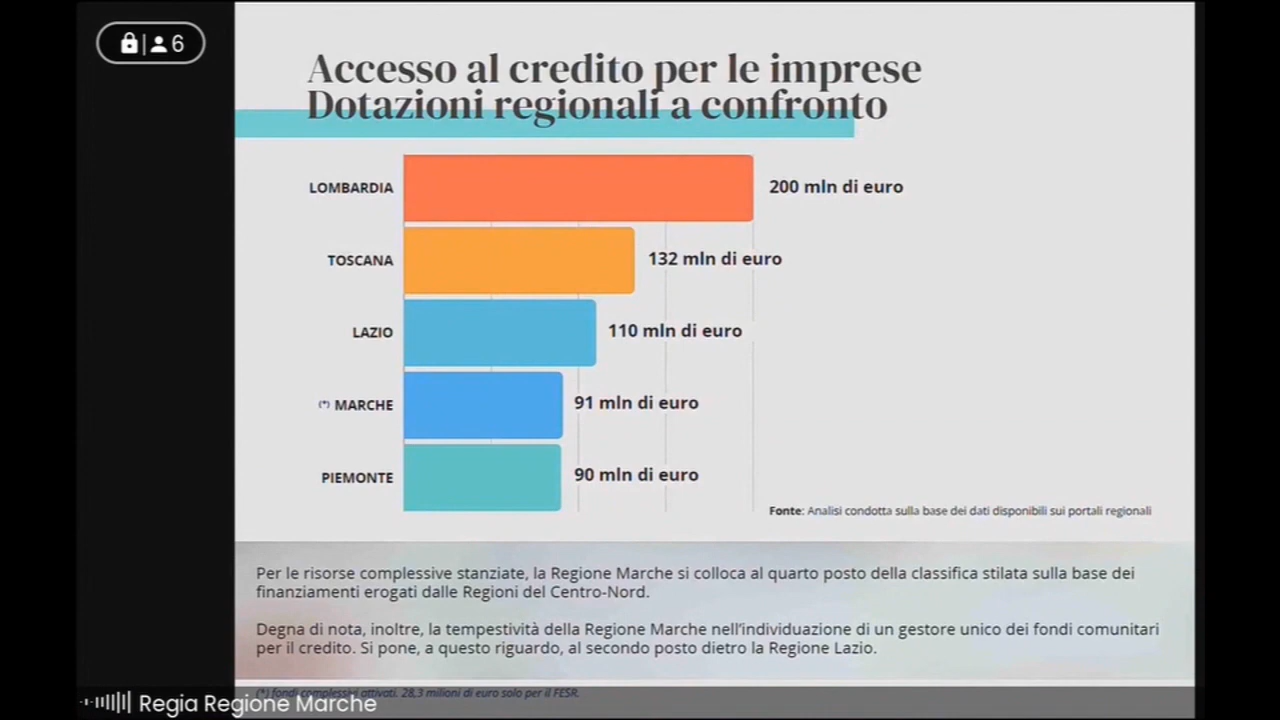 6
Accesso al credito per le imprese
Dotazioni regionali a confronto
LOMBARDIA
200 mln di euro
TOSCANA
132 mln di euro
LAZIO
110 mln di euro
(*) MARCHE
91 mln di euro
PIEMONTE
90 mln di euro
Fonte: Analisi condotta sulla base dei dati disponibili sui portali regionali
Per le risorse complessive stanziate, la Regione Marche si colloca al quarto posto della classifica stilata sulla base dei
finanziamenti erogati dalle Regioni del Centro-Nord.
Degna di nota, inoltre, la tempestività della Regione Marche nell'individuazione di un gestore unico dei fondi comunitari
per il credito. Si pone, a questo riguardo, al secondo posto dietro la Regione Lazio.
(*) fondi complessivi attivati. 28,3 milioni di euro solo per il FESR.
Regia Regione Marche